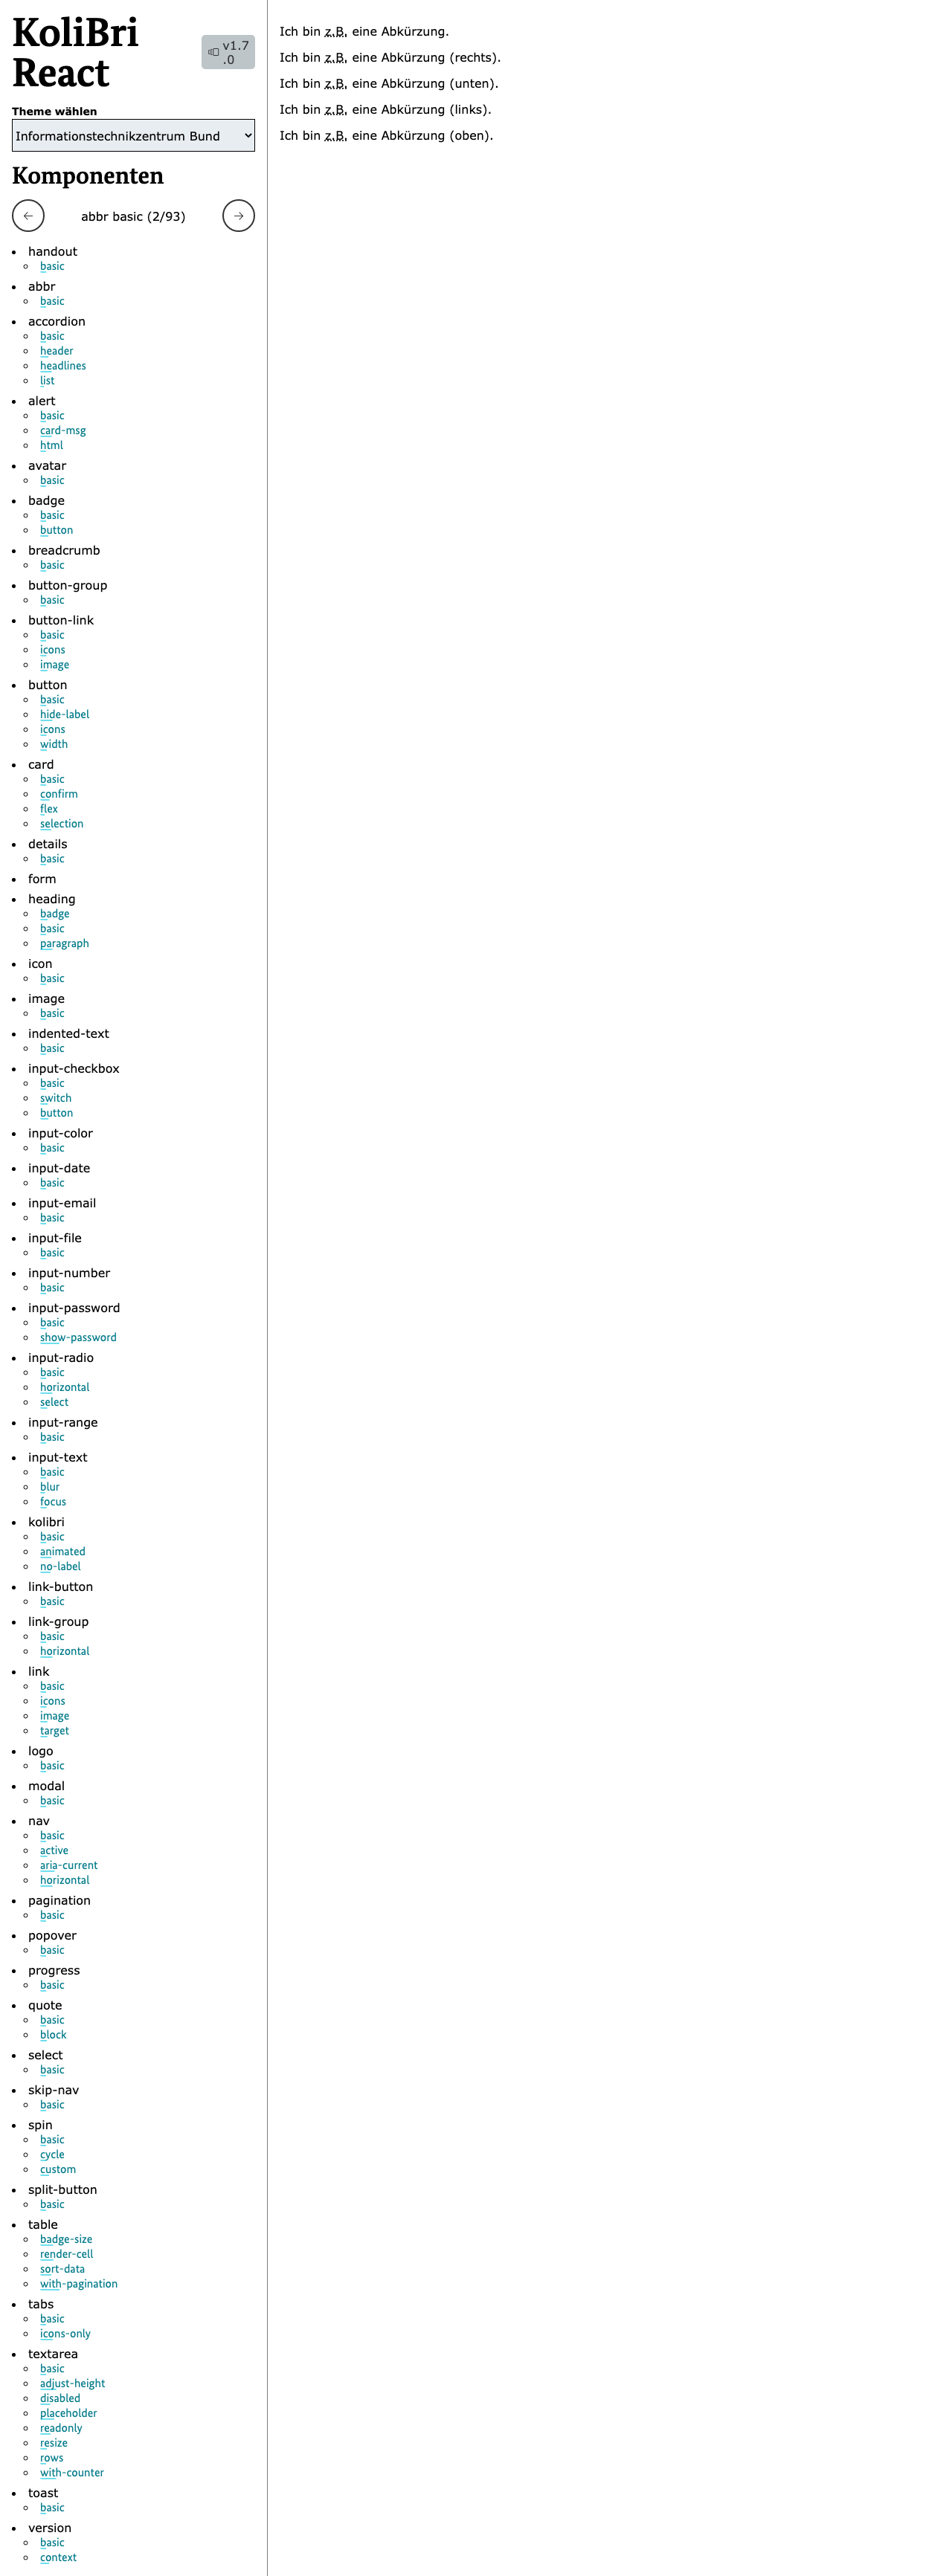 KoliBri
React
v1.7
.0
Theme wählen
Informationstechnikzentrum Bund
Komponenten
abbr basic (2/93)
handout
basic
abbr
basic
accordion
basic
header
headlines
list
alert
basic
card-msg
html
avatar
basic
badge
basic
button
breadcrumb
basic
button-group
basic
button-link
basic
icons
image
button
basic
hide-label
icons
width
card
basic
confirm
flex
selection
details
basic
form
heading
badge
basic
paragraph
icon
basic
image
basic
indented-text
basic
input-checkbox
basic
switch
button
input-color
basic
input-date
basic
input-email
basic
input-file
basic
input-number
basic
input-password
basic
show-password
input-radio
basic
horizontal
select
input-range
basic
input-text
basic
blur
focus
kolibri
basic
animated
no-label
link-button
basic
link-group
basic
horizontal
link
basic
icons
image
target
logo
basic
modal
basic
nav
basic
active
aria-current
horizontal
pagination
basic
popover
basic
progress
basic
quote
basic
block
select
basic
skip-nav
basic
spin
basic
cycle
custom
split-button
basic
table
badge-size
render-cell
sort-data
with-pagination
tabs
basic
icons-only
textarea
basic
adjust-height
disabled
placeholder
readonly
resize
rows
with-counter
toast
basic
version
basic
context
Ich bin z.B. eine Abkürzung.
Ich bin z.B. eine Abkürzung (rechts).
Ich bin z.B. eine Abkürzung (unten).
Ich bin z.B. eine Abkürzung (links).
Ich bin z.B. eine Abkürzung (oben).